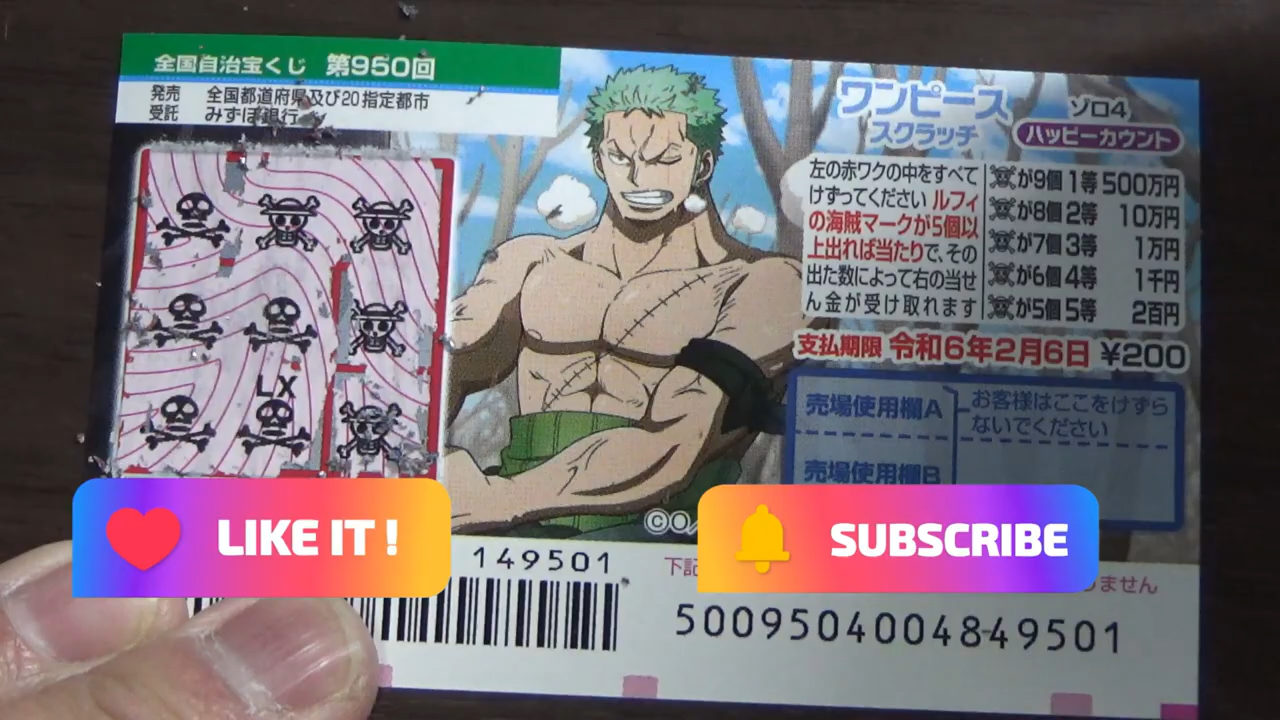 全国自治宝くじ 第950回
発売 全国都道府県及び20指定都市
受託 みずほ銀行
LX
ワンピース
スクラッチ
ゾロ4
ハッピーカウント
左の赤ワクの中をすべて
けずってください ルフィ
の海賊マークが5個以
上出れば当たりで、その
出た数によって右の当せ
ん金が受け取れます
が9個 1等 500万円
が8個 2等 10万円
が7個 3等 1万円
が6個 4等 1千円
が5個 5等 2百円
支払期限 令和6年2月6日 ¥200
売場使用欄A
売場使用欄B
お客様はここをけずら
ないでください
LIKE IT !
SUBSCRIBE
149501
下記
りません
5009504004849501